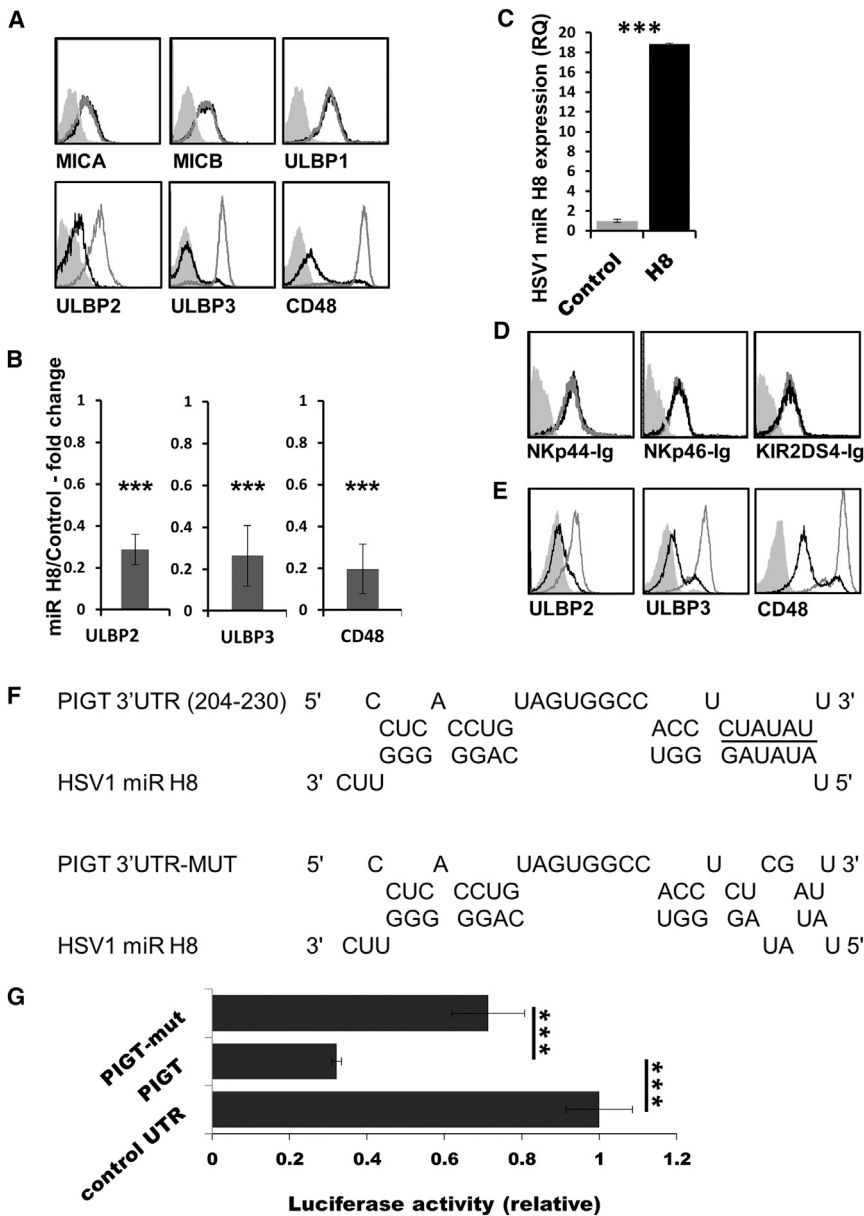 A
MICA MICB ULBP1
ULBP2 ULBP3 CD48
B
miR H8/Control - fold change
1 1 1
0.8 0.8 0.8
0.6 0.6 0.6
0.4 0.4 0.4
0.2 0.2 0.2
0 0 0
*** *** ***
ULBP2 ULBP3 CD48
C
HSV1 miR H8 expression (RQ)
20
18
16
14
12
10
8
6
4
2
0
***
Control H8
D
NKp44-Ig NKp46-Ig KIR2DS4-Ig
E
ULBP2 ULBP3 CD48
F
PIGT 3'UTR (204-230) 5' C A UAGUGGCC U U 3'
CUC CCUG ACC CUAUAU
GGG GGAC UGG GAUAUA
HSV1 miR H8 3' CUU U 5'
PIGT 3'UTR-MUT 5' C A UAGUGGCC U CG U 3'
CUC CCUG ACC CU AU
GGG GGAC UGG GA UA
HSV1 miR H8 3' CUU UA U 5'
G
PIGT-mut
PIGT
control UTR
***
***
0 0.2 0.4 0.6 0.8 1 1.2
Luciferase activity (relative)